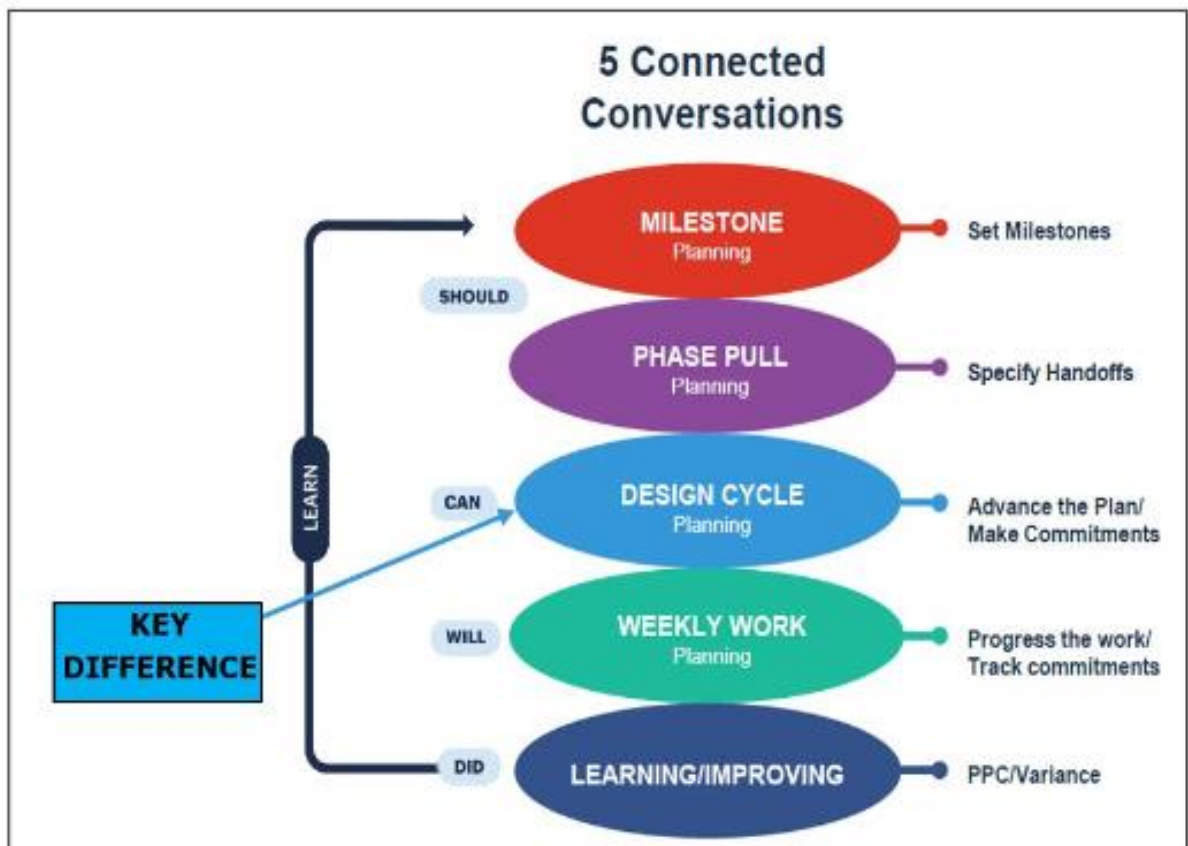 5 Connected
Conversations
MILESTONE
Planning
Set Milestones
SHOULD
PHASE PULL
Planning
Specify Handoffs
LEARN
CAN
DESIGN CYCLE
Planning
Advance the Plan/
Make Commitments
KEY
DIFFERENCE
WILL
WEEKLY WORK
Planning
Progress the work/
Track commitments
DID
LEARNING/IMPROVING
PPC/Variance